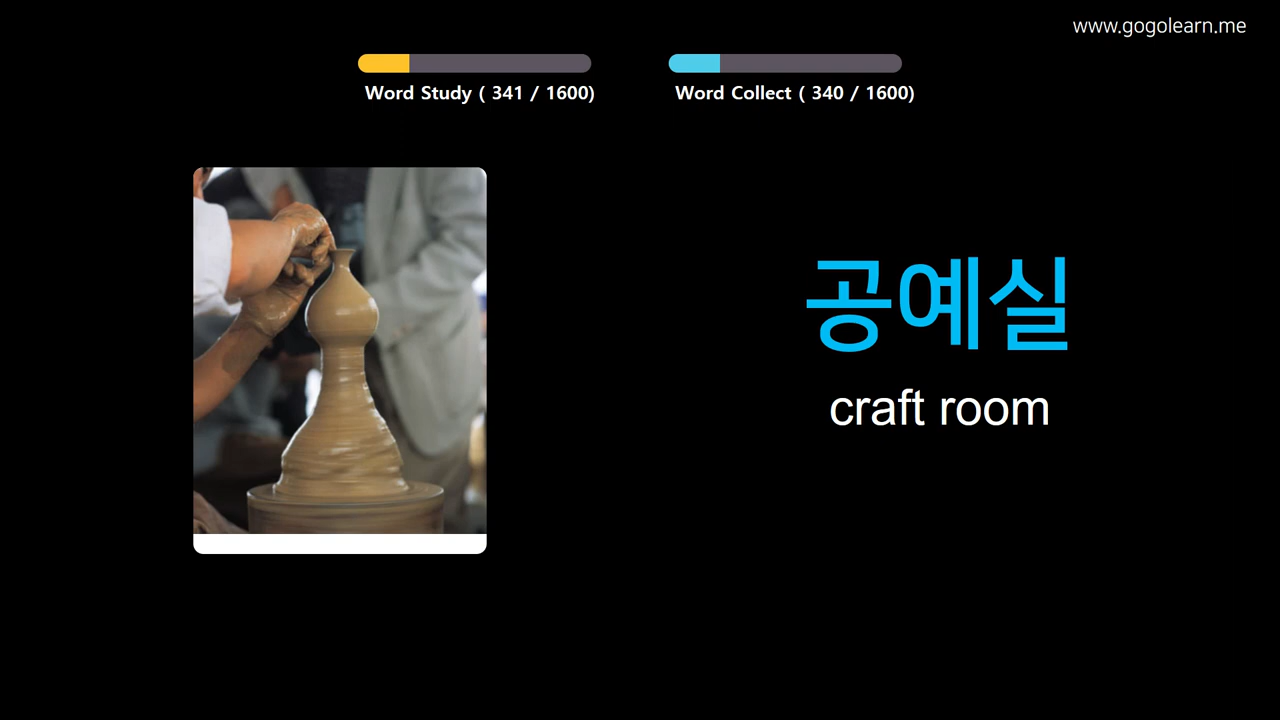 www.gogolearn.me
Word Study ( 341 / 1600)
Word Collect ( 340 / 1600)
공예실
craft room